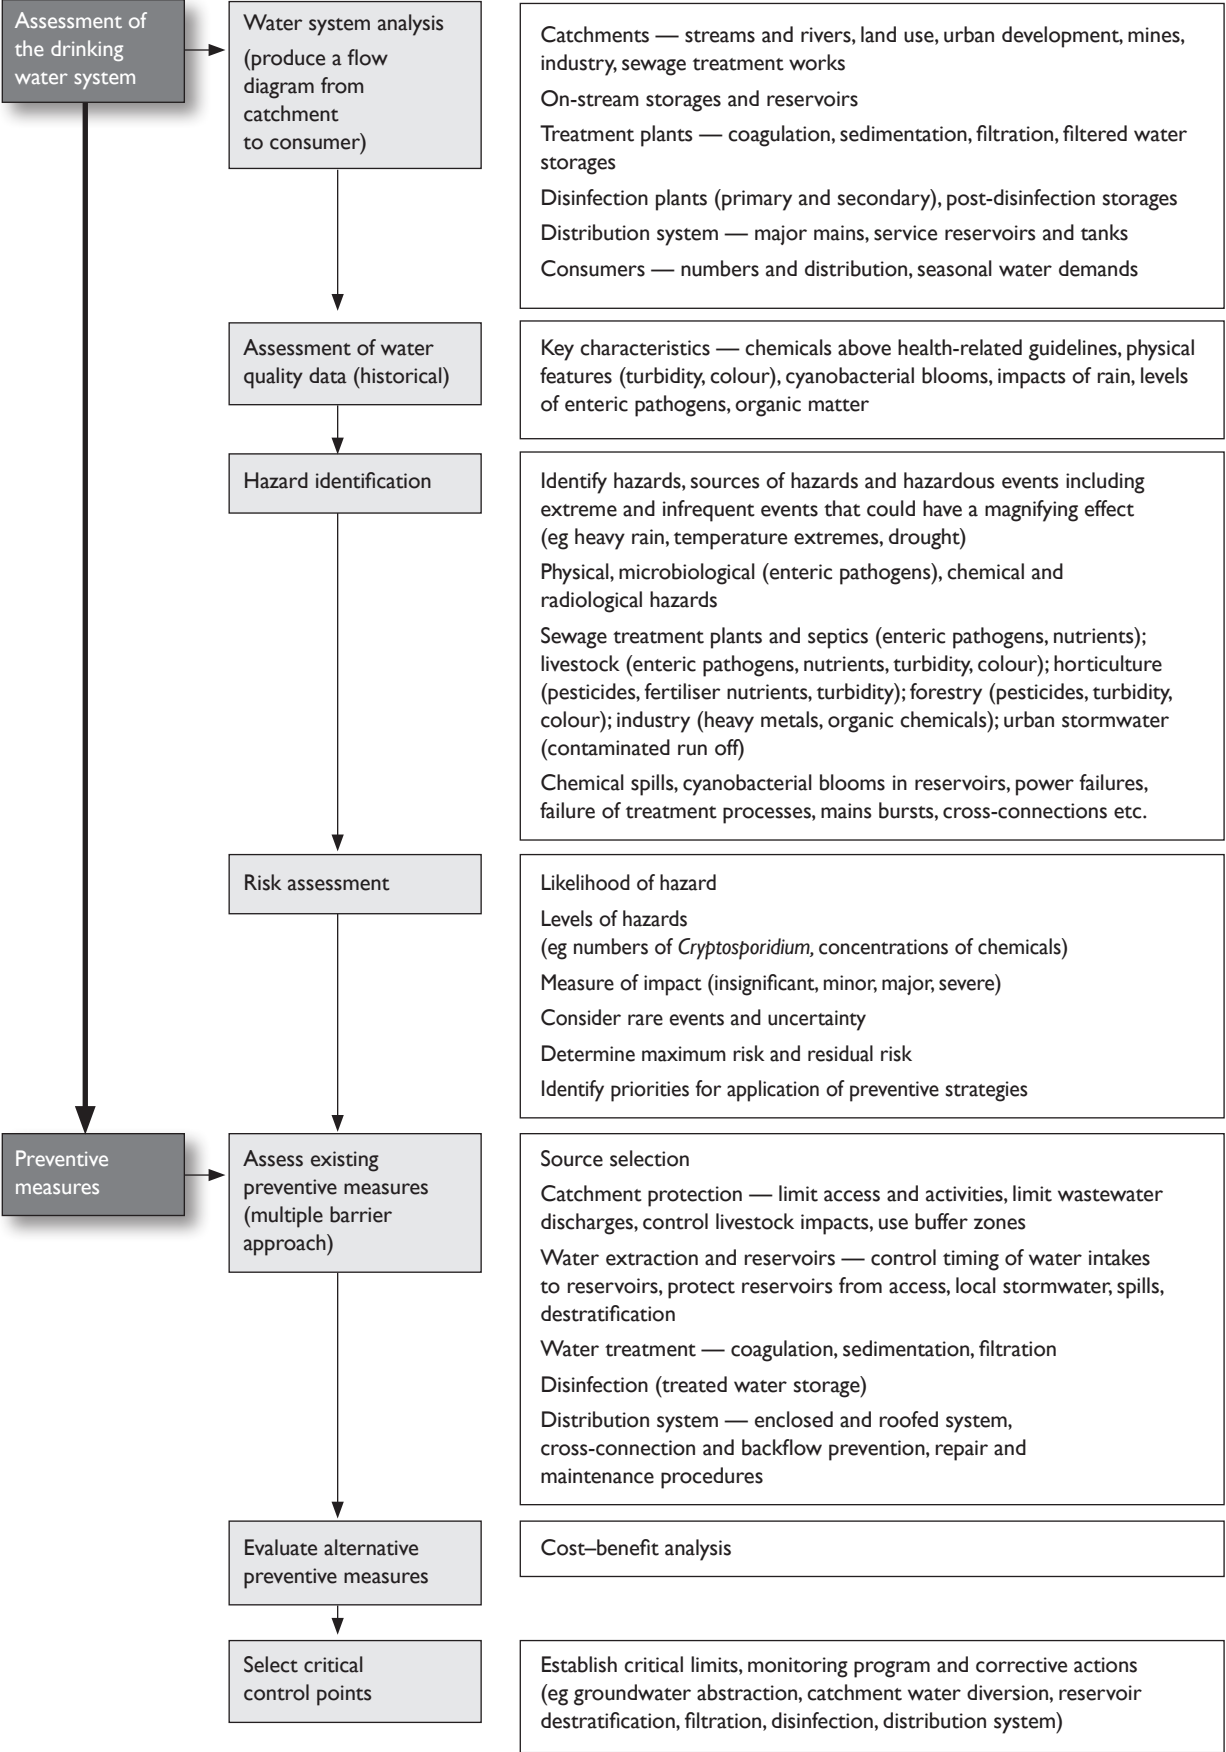 Assessment of
the drinking
water system
Water system analysis
(produce a flow
diagram from
catchment
to consumer)
Catchments — streams and rivers, land use, urban development, mines,
industry, sewage treatment works
On-stream storages and reservoirs
Treatment plants — coagulation, sedimentation, filtration, filtered water
storages
Disinfection plants (primary and secondary), post-disinfection storages
Distribution system — major mains, service reservoirs and tanks
Consumers — numbers and distribution, seasonal water demands
Assessment of water
quality data (historical)
Key characteristics — chemicals above health-related guidelines, physical
features (turbidity, colour), cyanobacterial blooms, impacts of rain, levels
of enteric pathogens, organic matter
Hazard identification
Identify hazards, sources of hazards and hazardous events including
extreme and infrequent events that could have a magnifying effect
(eg heavy rain, temperature extremes, drought)
Physical, microbiological (enteric pathogens), chemical and
radiological hazards
Sewage treatment plants and septics (enteric pathogens, nutrients);
livestock (enteric pathogens, nutrients, turbidity, colour); horticulture
(pesticides, fertiliser nutrients, turbidity); forestry (pesticides, turbidity,
colour); industry (heavy metals, organic chemicals); urban stormwater
(contaminated run off)
Chemical spills, cyanobacterial blooms in reservoirs, power failures,
failure of treatment processes, mains bursts, cross-connections etc.
Risk assessment
Likelihood of hazard
Levels of hazards
(eg numbers of Cryptosporidium, concentrations of chemicals)
Measure of impact (insignificant, minor, major, severe)
Consider rare events and uncertainty
Determine maximum risk and residual risk
Identify priorities for application of preventive strategies
Preventive
measures
Assess existing
preventive measures
(multiple barrier
approach)
Source selection
Catchment protection — limit access and activities, limit wastewater
discharges, control livestock impacts, use buffer zones
Water extraction and reservoirs — control timing of water intakes
to reservoirs, protect reservoirs from access, local stormwater, spills,
destratification
Water treatment — coagulation, sedimentation, filtration
Disinfection (treated water storage)
Distribution system — enclosed and roofed system,
cross-connection and backflow prevention, repair and
maintenance procedures
Evaluate alternative
preventive measures
Cost–benefit analysis
Select critical
control points
Establish critical limits, monitoring program and corrective actions
(eg groundwater abstraction, catchment water diversion, reservoir
destratification, filtration, disinfection, distribution system)